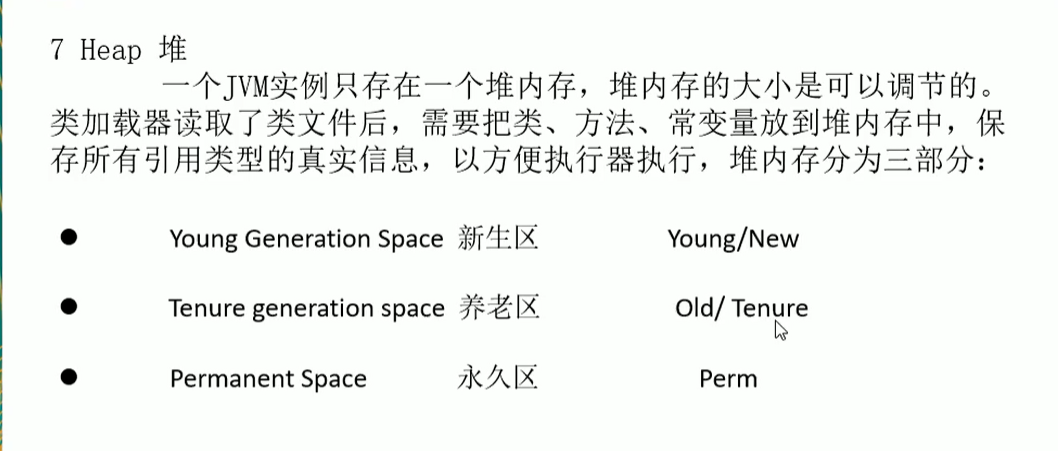 7 Heap 堆
一个JVM实例只存在一个堆内存，堆内存的大小是可以调节的。
类加载器读取了类文件后，需要把类、方法、常变量放到堆内存中，保
存所有引用类型的真实信息，以方便执行器执行，堆内存分为三部分：
● Young Generation Space 新生区 Young/New
● Tenure generation space 养老区 Old/ Tenure
● Permanent Space 永久区 Perm